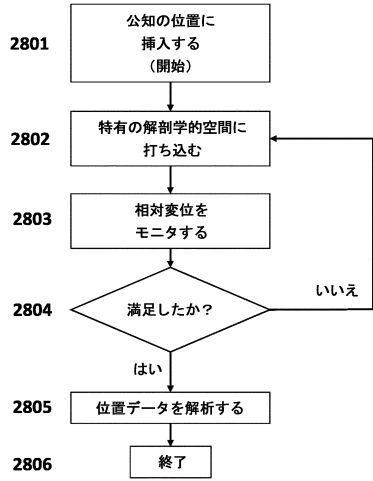 2801
公知の位置に
挿入する
（開始）
2802
特有の解剖学的空間に
打ち込む
2803
相対変位を
モニタする
2804
満足したか？
いいえ
はい
2805
位置データを解析する
2806
終了